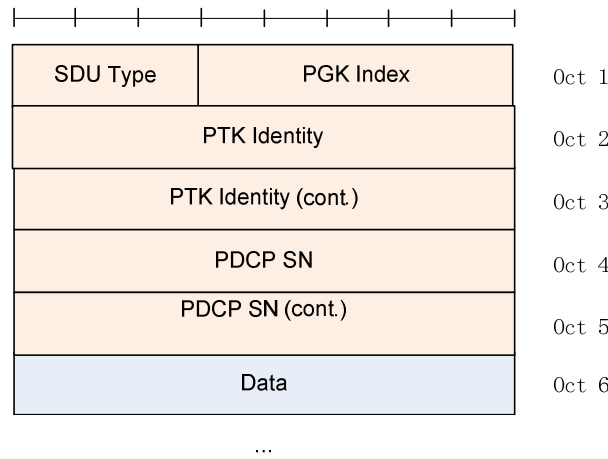 SDU Type PGK Index Oct 1
PTK Identity Oct 2
PTK Identity (cont.) Oct 3
PDCP SN Oct 4
PDCP SN (cont.) Oct 5
Data Oct 6
...